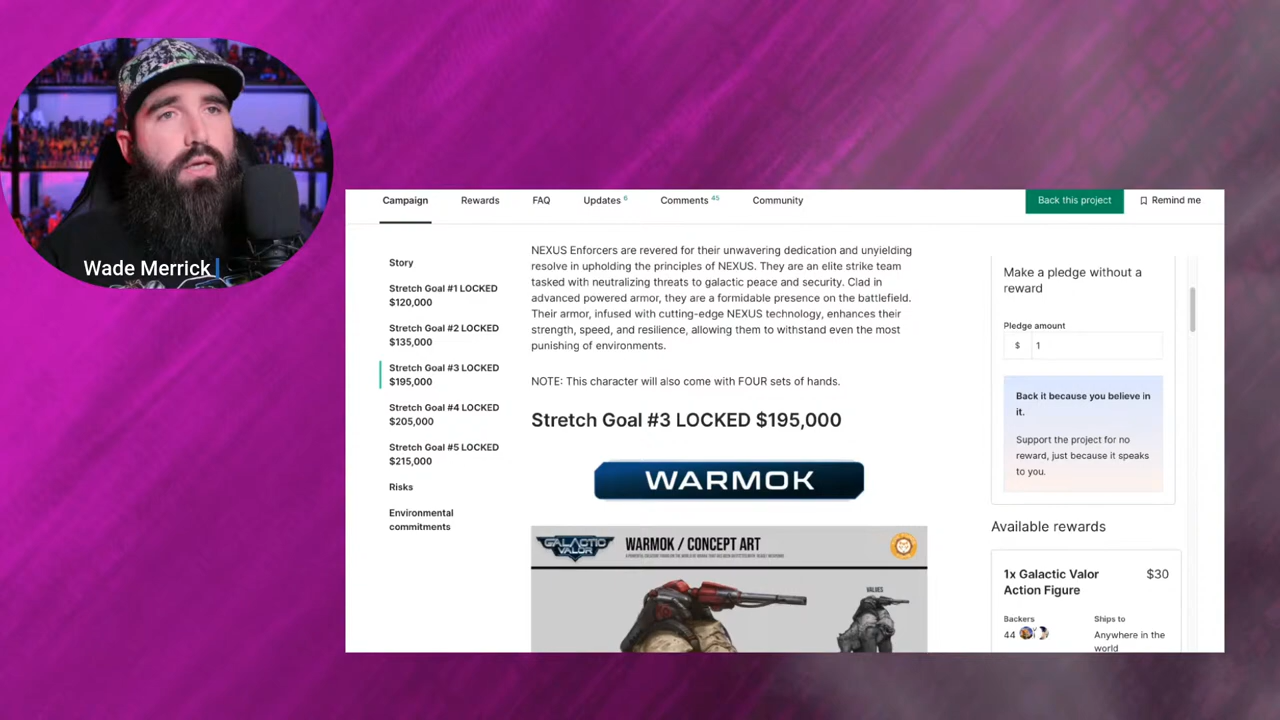 Wade Merrick
Campaign
Rewards
FAQ
Updates 6
Comments 45
Community
Back this project
Remind me
Story
Stretch Goal #1 LOCKED
$120,000
Stretch Goal #2 LOCKED
$135,000
Stretch Goal #3 LOCKED
$195,000
Stretch Goal #4 LOCKED
$205,000
Stretch Goal #5 LOCKED
$215,000
Risks
Environmental
commitments
NEXUS Enforcers are revered for their unwavering dedication and unyielding
resolve in upholding the principles of NEXUS. They are an elite strike team
tasked with neutralizing threats to galactic peace and security. Clad in
advanced powered armor, they are a formidable presence on the battlefield.
Their armor, infused with cutting-edge NEXUS technology, enhances their
strength, speed, and resilience, allowing them to withstand even the most
punishing of environments.
NOTE: This character will also come with FOUR sets of hands.
Stretch Goal #3 LOCKED $195,000
WARMOK
GALACTIC
VALOR
WARMOK / CONCEPT ART
VALVES
Make a pledge without a
reward
Pledge amount
$ 1
Back it because you believe in
it.
Support the project for no
reward, just because it speaks
to you.
Available rewards
1x Galactic Valor
Action Figure
$30
Backers
44
Ships to
Anywhere in the
world